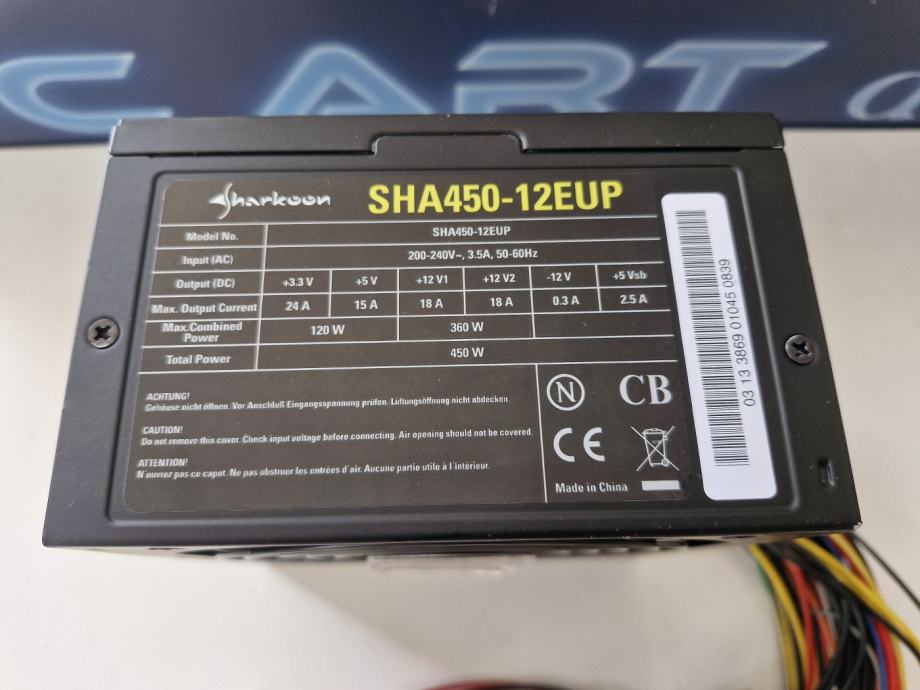 C ART
Sharkoon SHA450-12EUP
Model No. SHA450-12EUP
Input (AC) 200-240V~, 3.5A, 50-60Hz
Output (DC) +3.3 V +5 V +12 V1 +12 V2 -12 V +5 Vsb
Max. Output Current 24 A 15 A 18 A 18 A 0.3 A 2.5 A
Max.Combined Power 120 W 360 W
Total Power 450 W
ACHTUNG!
Gehäuse nicht öffnen. Vor Anschluß Eingangsspannung prüfen. Lüftungsöffnung nicht abdecken.
CAUTION!
Do not remove this cover. Check input voltage before connecting. Air opening should not be covered.
ATTENTION!
N'ouvrez pas ce capot. Ne pas obstruer les entrées d'air. Aucune partie utile à l'intérieur.
N CB
CE
Made in China
03 13 3869 01045 0839